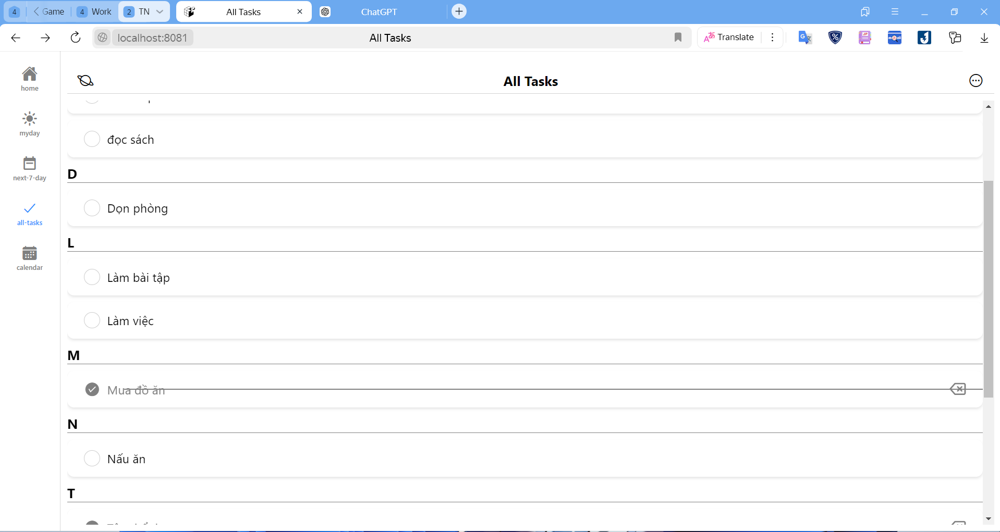 4 Game 4 Work 2 TN All Tasks ChatGPT
localhost:8081 All Tasks Translate
home
myday
next-7-day
all-tasks
calendar
All Tasks
đọc sách
D
Dọn phòng
L
Làm bài tập
Làm việc
M
Mua đồ ăn
N
Nấu ăn
T